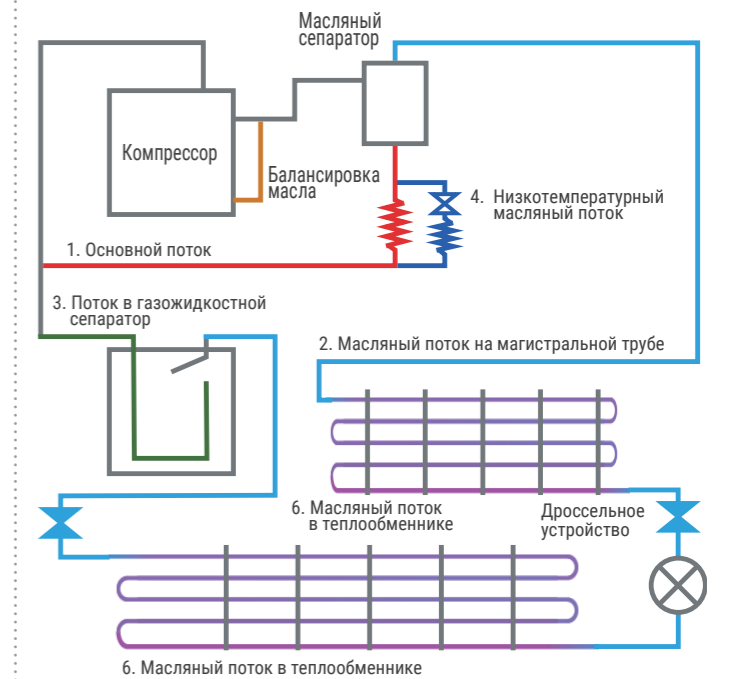 Масляный
сепаратор
Компрессор
Балансировка
масла
4. Низкотемпературный
масляный поток
1. Основной поток
3. Поток в газожидкостной
сепаратор
2. Масляный поток на магистральной трубе
6. Масляный поток
в теплообменнике
Дроссельное
устройство
6. Масляный поток в теплообменнике